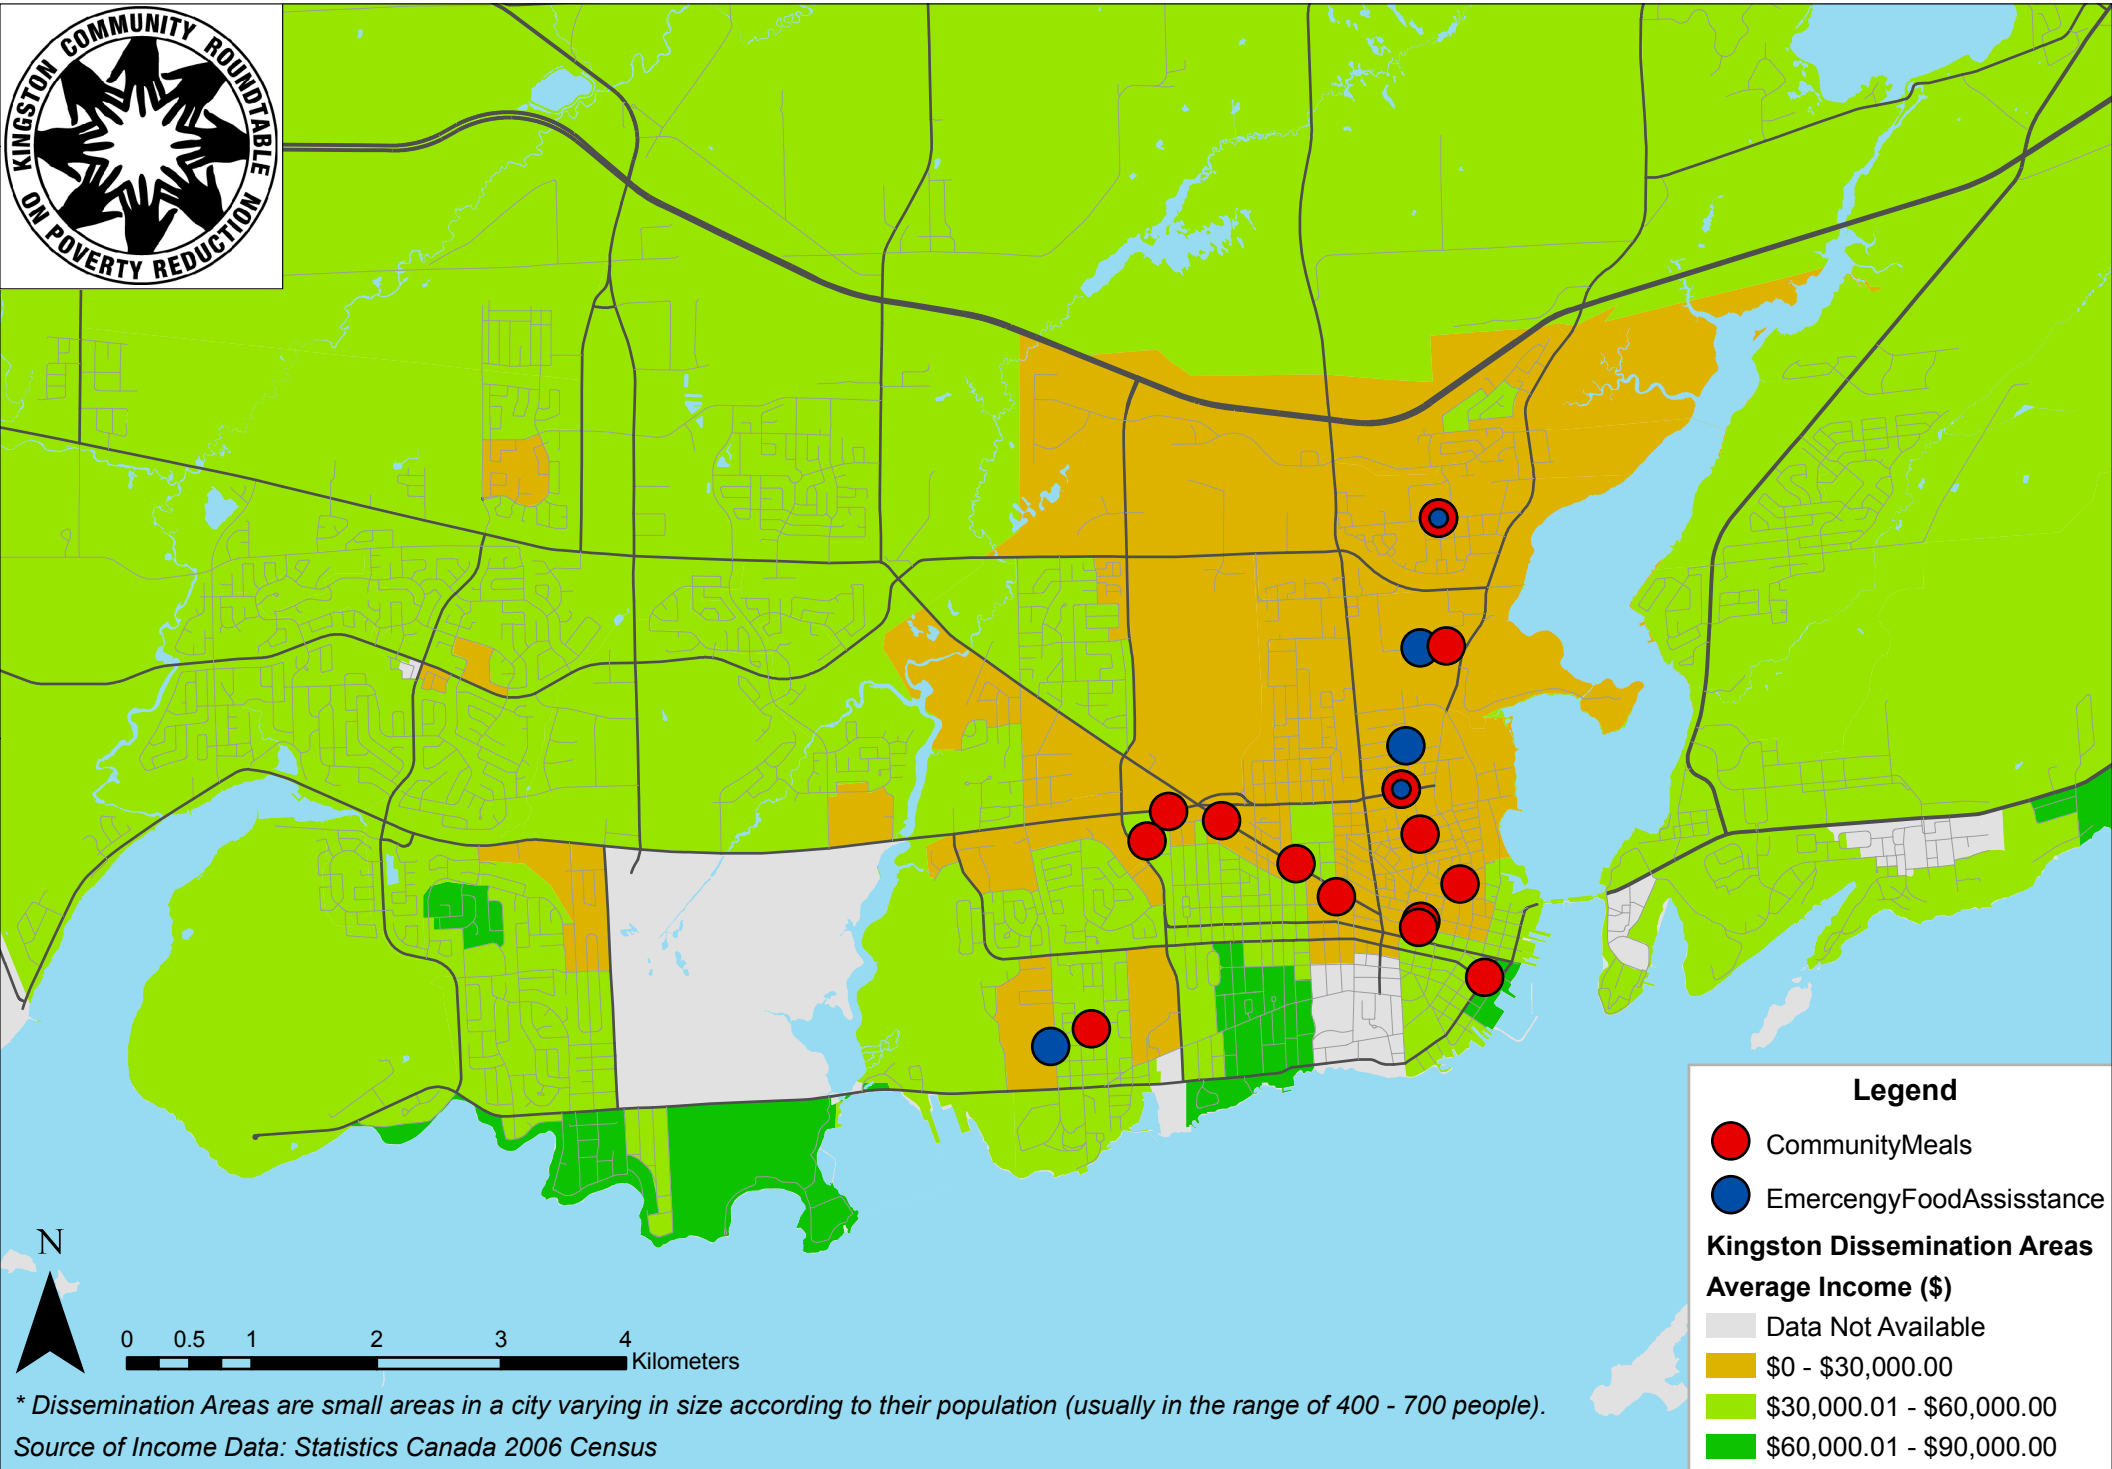 KINGSTON COMMUNITY ROUNDTABLE
ON POVERTY REDUCTION
N
0 0.5 1 2 3 4
Kilometers
* Dissemination Areas are small areas in a city varying in size according to their population (usually in the range of 400 - 700 people).
Source of Income Data: Statistics Canada 2006 Census
Legend
CommunityMeals
EmercengyFoodAssisstance
Kingston Dissemination Areas
Average Income ($)
Data Not Available
$0 - $30,000.00
$30,000.01 - $60,000.00
$60,000.01 - $90,000.00